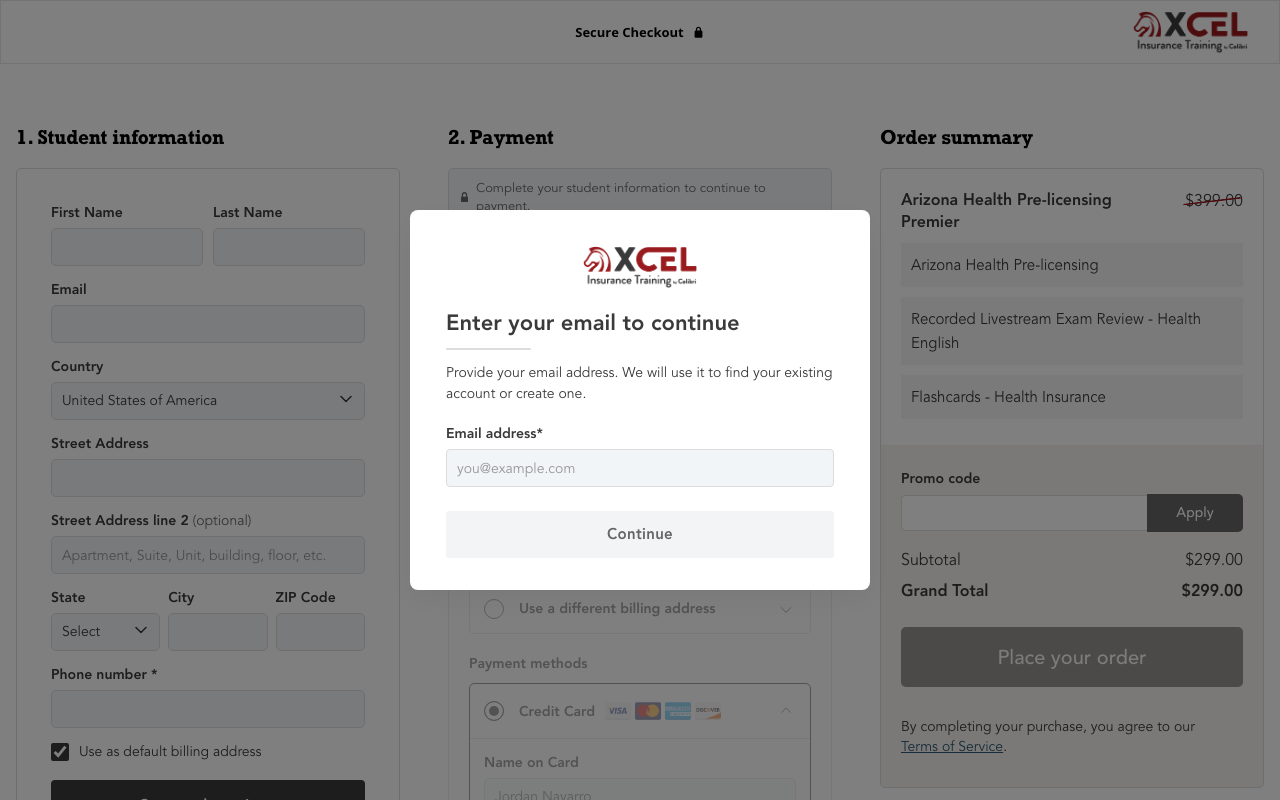 Secure Checkout
XCEL
Insurance Training by Colibri
1. Student information
First Name
Last Name
Email
Country
United States of America
Street Address
Street Address line 2 (optional)
Apartment, Suite, Unit, building, floor, etc.
State
City
ZIP Code
Select
Phone number *
Use as default billing address
2. Payment
Complete your student information to continue to
payment.
XCEL
Insurance Training by Colibri
Enter your email to continue
Provide your email address. We will use it to find your existing
account or create one.
Email address*
you@example.com
Continue
Use a different billing address
Payment methods
Credit Card
VISA
DISCOVER
Name on Card
Jordan Navarro
Order summary
Arizona Health Pre-licensing
Premier
$399.00
Arizona Health Pre-licensing
Recorded Livestream Exam Review - Health
English
Flashcards - Health Insurance
Promo code
Apply
Subtotal
$299.00
Grand Total
$299.00
Place your order
By completing your purchase, you agree to our
Terms of Service.